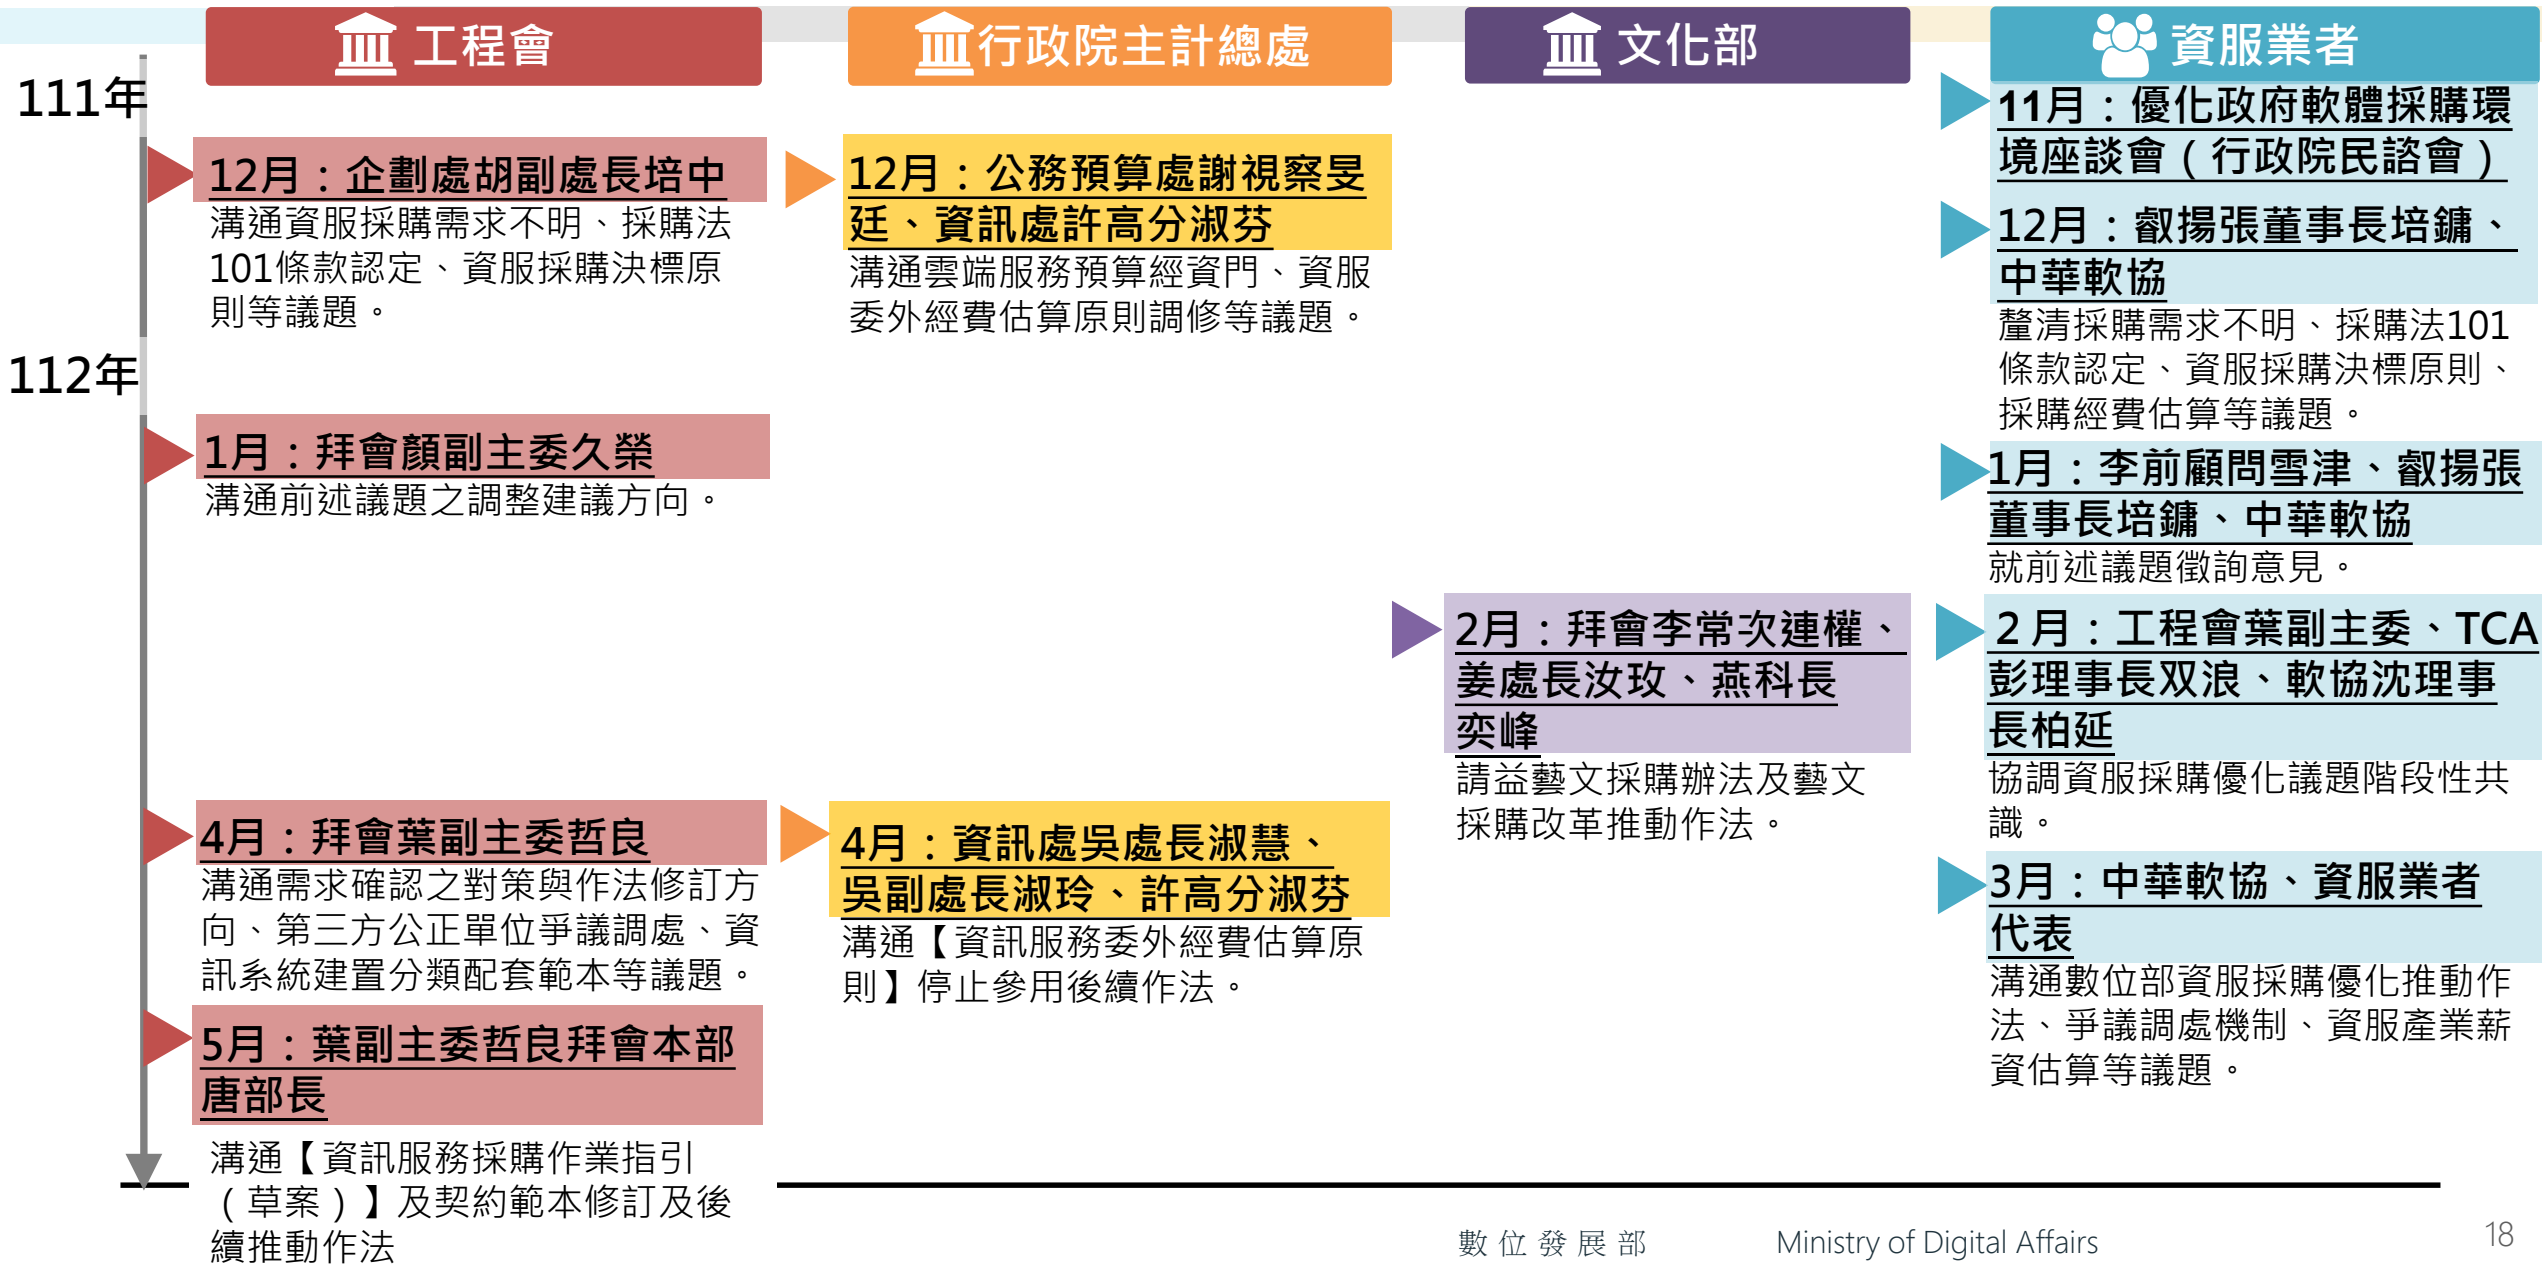 工程會
行政院主計總處
文化部
資服業者
111年
12月：企劃處胡副處長培中
溝通資服採購需求不明、採購法
101條款認定、資服採購決標原
則等議題。
112年
1月：拜會顏副主委久榮
溝通前述議題之調整建議方向。
4月：拜會葉副主委哲良
溝通需求確認之對策與作法修訂方
向、第三方公正單位爭議調處、資
訊系統建置分類配套範本等議題。
5月：葉副主委哲良拜會本部
唐部長
溝通【資訊服務採購作業指引
（草案）】及契約範本修訂及後
續推動作法
12月：公務預算處謝視察旻
廷、資訊處許高分淑芬
溝通雲端服務預算經資門、資服
委外經費估算原則調修等議題。
4月：資訊處吳處長淑慧、
吳副處長淑玲、許高分淑芬
溝通【資訊服務委外經費估算原
則】停止參用後續作法。
2月：拜會李常次連權、
姜處長汝玫、燕科長
奕峰
請益藝文採購辦法及藝文
採購改革推動作法。
11月：優化政府軟體採購環
境座談會（行政院民諮會）
12月：叡揚張董事長培鏞、
中華軟協
釐清採購需求不明、採購法101
條款認定、資服採購決標原則、
採購經費估算等議題。
1月：李前顧問雪津、叡揚張
董事長培鏞、中華軟協
就前述議題徵詢意見。
2月：工程會葉副主委、TCA
彭理事長双浪、軟協沈理事
長柏延
協調資服採購優化議題階段性共
識。
3月：中華軟協、資服業者
代表
溝通數位部資服採購優化推動作
法、爭議調處機制、資服產業薪
資估算等議題。
數位發展部 Ministry of Digital Affairs
18